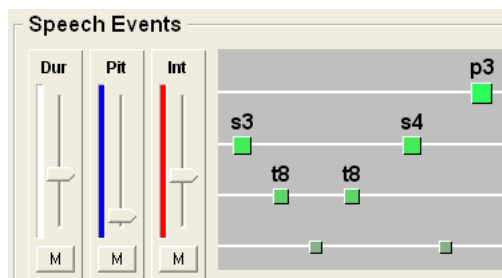 Speech Events
Dur Pit Int
p3
s3 s4
t8 t8
M M M